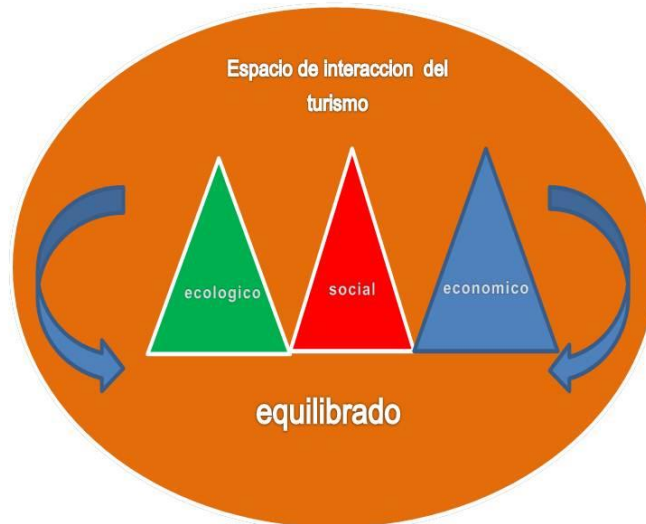 Espacio de interaccion del
turismo
ecologico
social
economico
equilibrado